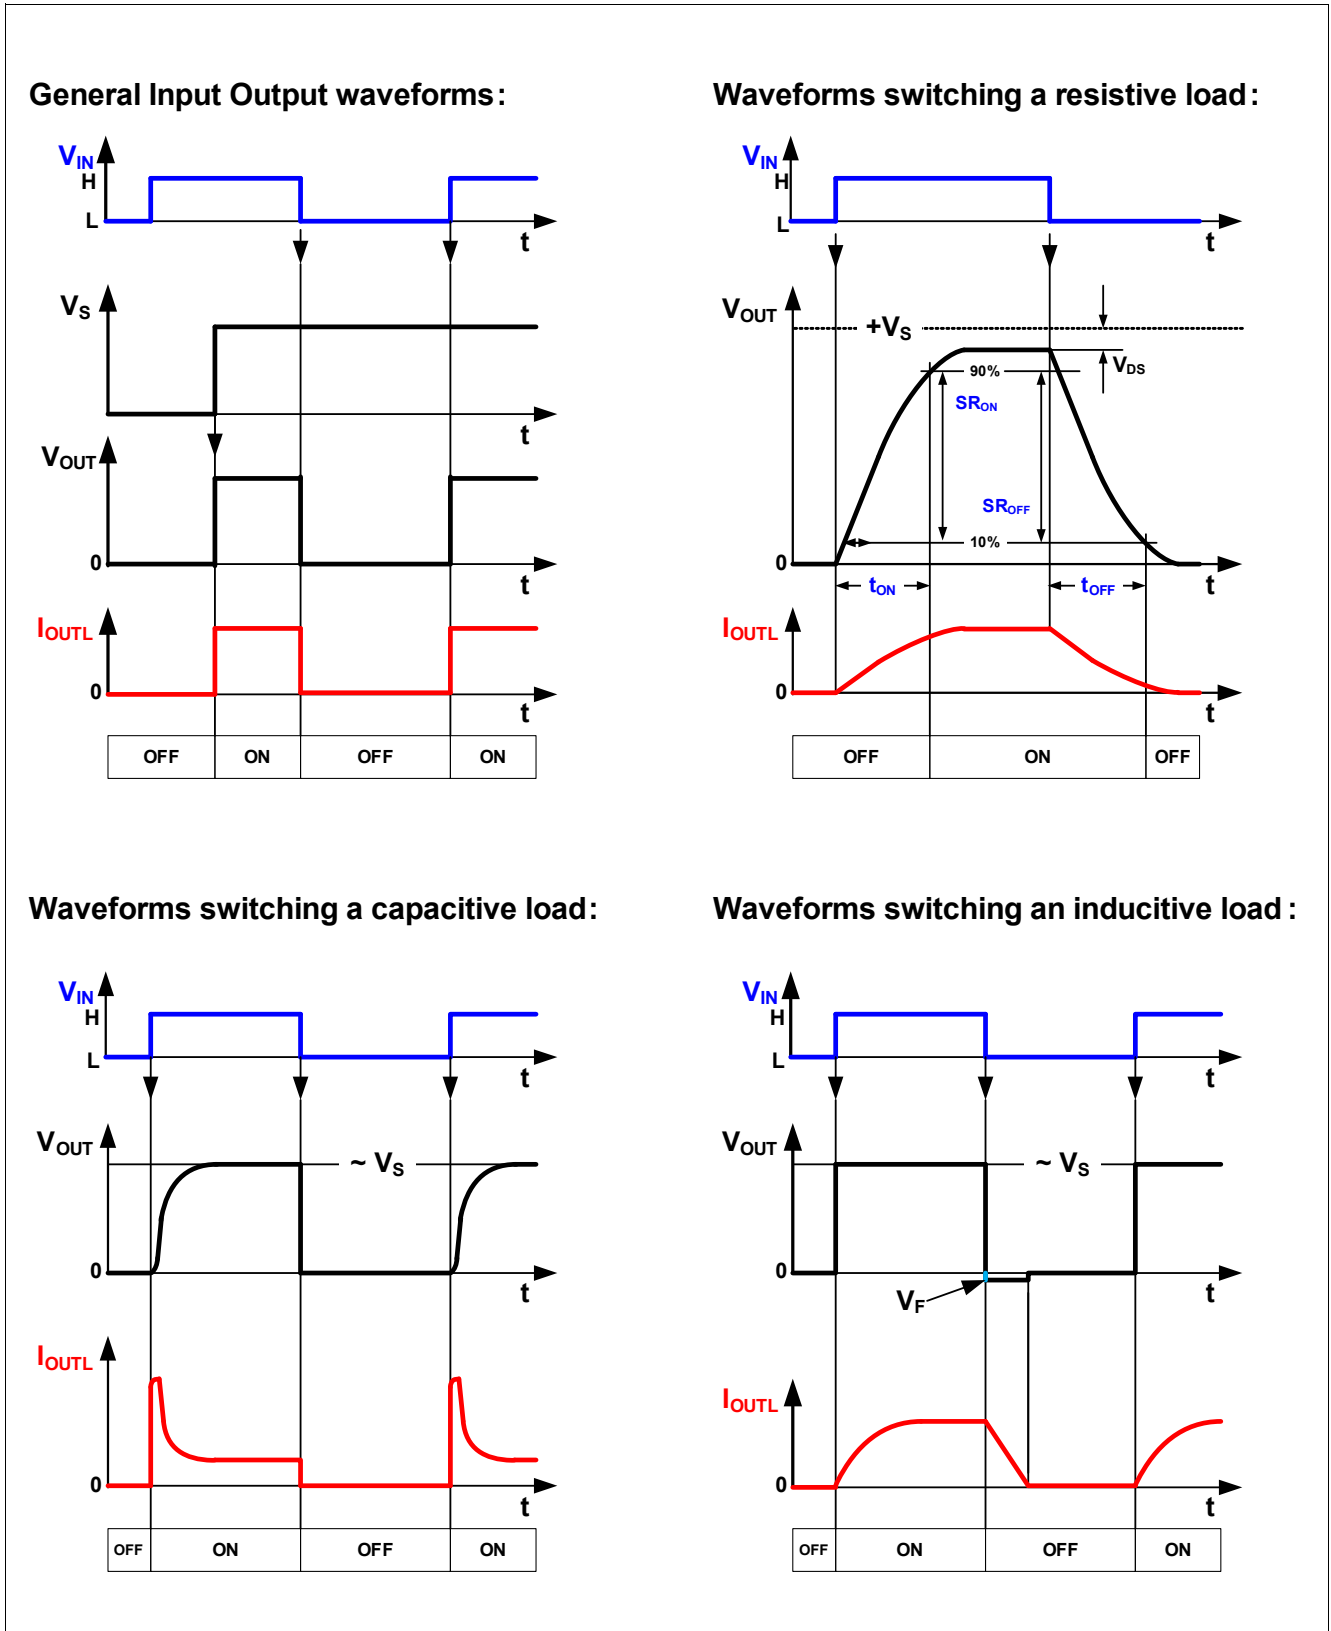 General Input Output waveforms:
VIN
H
L
t
VS
t
VOUT
0
t
IOUTL
0
t
OFF ON OFF ON
Waveforms switching a resistive load:
VIN
H
L
t
VOUT
+VS
VDS
90%
SRON
SROFF
10%
0
t
tON tOFF
IOUTL
0
t
OFF ON OFF
Waveforms switching a capacitive load:
VIN
H
L
t
VOUT
~ VS
0
t
IOUTL
0
t
OFF ON OFF ON
Waveforms switching an inducitive load :
VIN
H
L
t
VOUT
~ VS
0
t
VF
IOUTL
0
t
OFF ON OFF ON